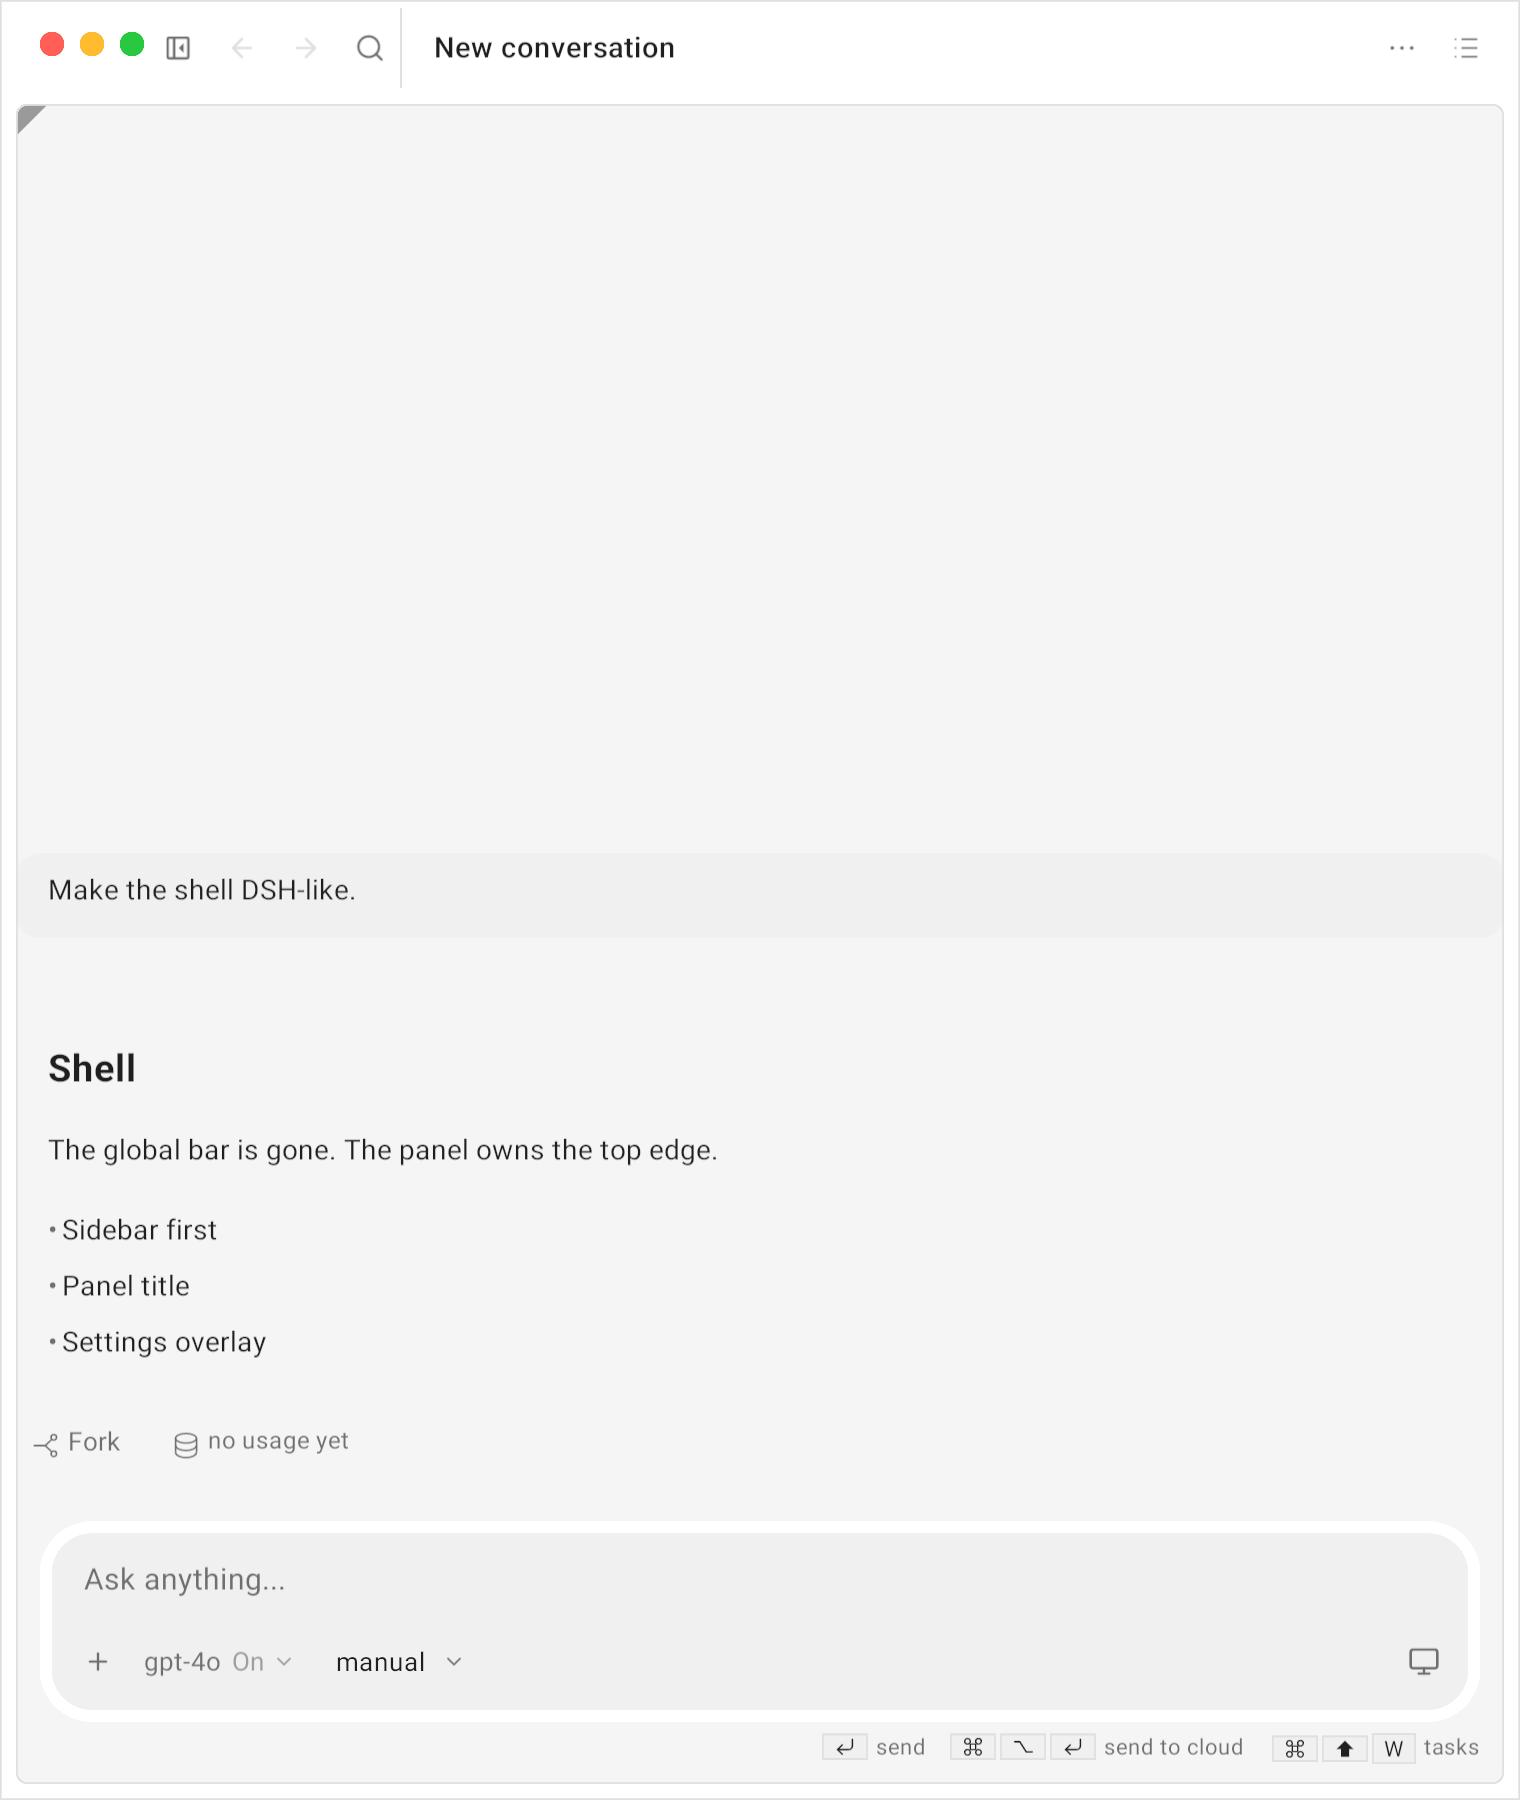 New conversation
Make the shell DSH-like.
Shell
The global bar is gone. The panel owns the top edge.
• Sidebar first
• Panel title
• Settings overlay
Fork no usage yet
Ask anything...
+ gpt-4o On manual
↵ send ⌘ ⌥ ↵ send to cloud ⌘ ⬆ W tasks